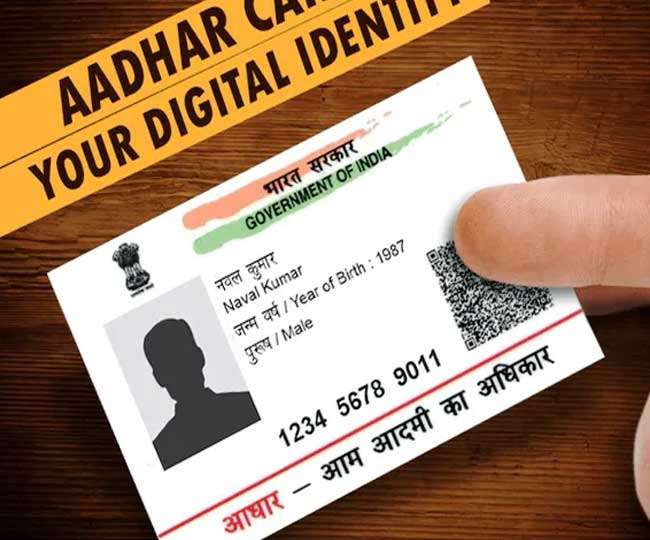 AADHAR
YOUR DIGITAL IDENTITY
भारत सरकार
GOVERNMENT OF INDIA
नवल कुमार
Naval Kumar
जन्म वर्ष / Year of Birth : 1987
पुरूष / Male
1234 5678 9011
आधार – आम आदमी का अधिकार